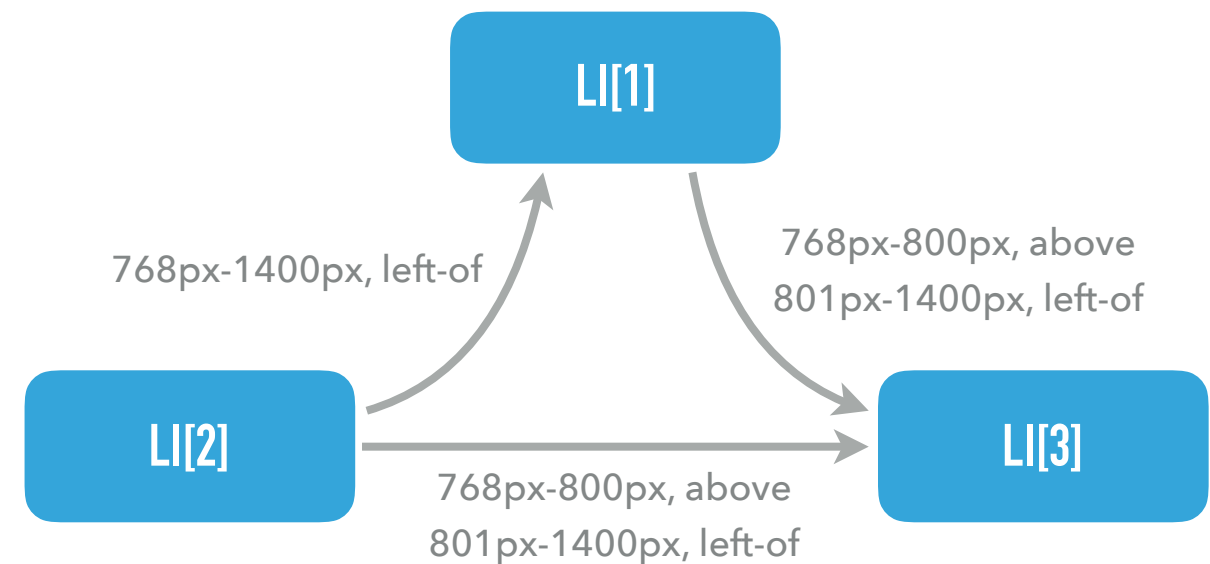 LI[1]
768px-1400px, left-of
768px-800px, above
801px-1400px, left-of
LI[2]
LI[3]
768px-800px, above
801px-1400px, left-of